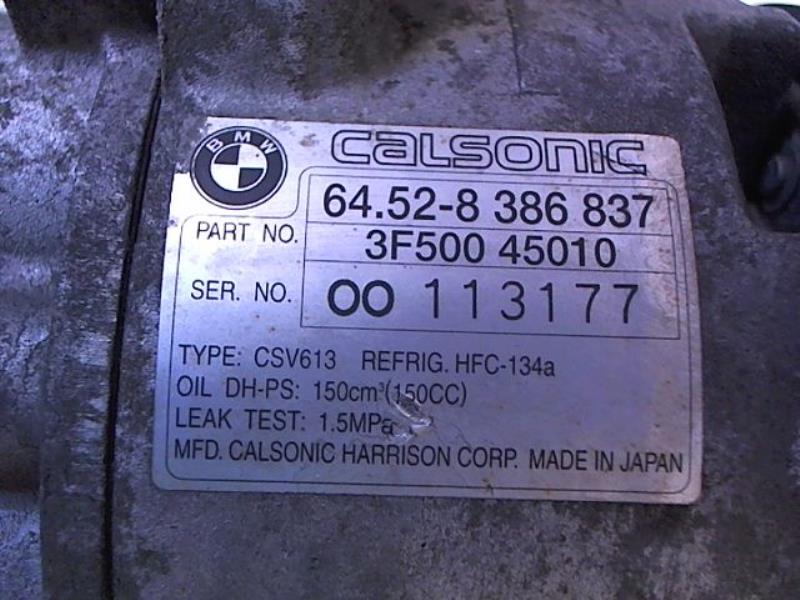 BMW CALSONIC
64.52-8 386 837
PART NO. 3F500 45010
SER. NO. 00 113177
TYPE: CSV613 REFRIG. HFC-134a
OIL DH-PS: 150cm³(150CC)
LEAK TEST: 1.5MPa
MFD. CALSONIC HARRISON CORP. MADE IN JAPAN